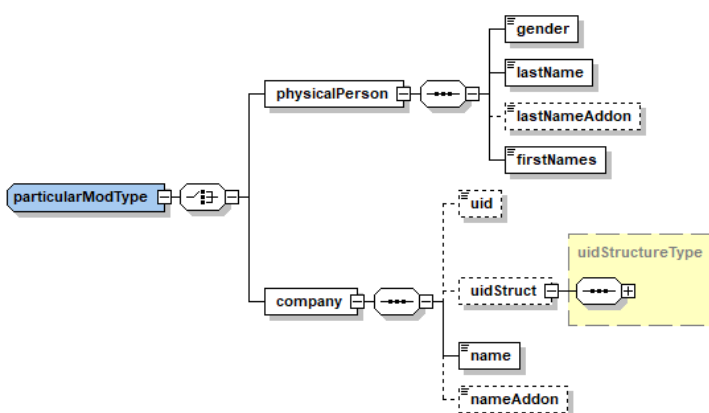 gender
lastName
physicalPerson
lastNameAddon
firstNames
particularModType
uid
uidStructureType
uidStruct
company
name
nameAddon